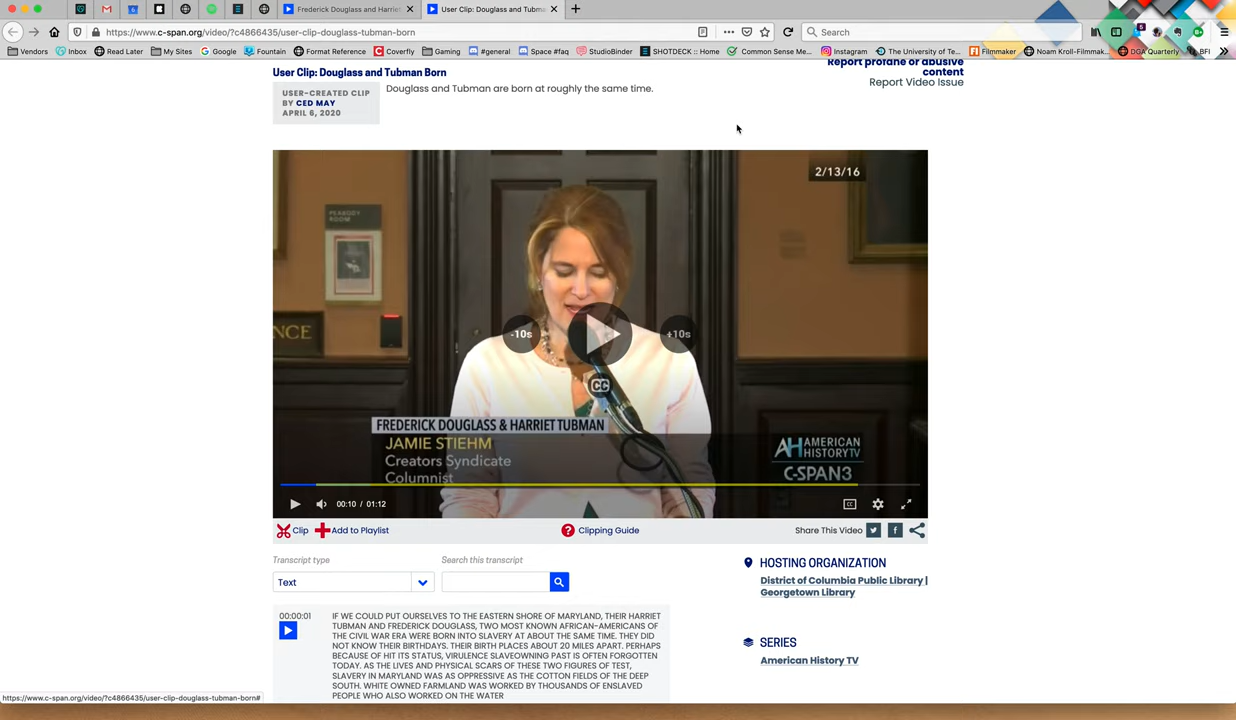 Frederick Douglass and Harrie
User Clip: Douglass and Tubma
https://www.c-span.org/video/?c4866435/user-clip-douglass-tubman-born
Search
Vendors
Inbox
Read Later
My Sites
Google
Fountain
Format Reference
Coverfly
Gaming
#general
Space #faq
StudioBinder
SHOTDECK :: Home
Common Sense Me...
Instagram
The University of Te...
Filmmaker
Noam Kroll-Filmmak...
DGA Quarterly
BFI
User Clip: Douglass and Tubman Born
Report profane or abusive
content
Report Video Issue
USER-CREATED CLIP
BY CED MAY
APRIL 6, 2020
Douglass and Tubman are born at roughly the same time.
2/13/16
PEABODY
ROOM
NCE
-10s
+10s
CC
FREDERICK DOUGLASS & HARRIET TUBMAN
JAMIE STIEHM
Creators Syndicate
Columnist
AH AMERICAN
HISTORYTV
C-SPAN3
00:10 / 01:12
CC
Clip
Add to Playlist
Clipping Guide
Share This Video
Transcript type
Search this transcript
Text
00:00:01
IF WE COULD PUT OURSELVES TO THE EASTERN SHORE OF MARYLAND, THEIR HARRIET
TUBMAN AND FREDERICK DOUGLASS, TWO MOST KNOWN AFRICAN-AMERICANS OF
THE CIVIL WAR ERA WERE BORN INTO SLAVERY AT ABOUT THE SAME TIME. THEY DID
NOT KNOW THEIR BIRTHDAYS. THEIR BIRTH PLACES ABOUT 20 MILES APART. PERHAPS
BECAUSE OF HIT ITS STATUS, VIRULENCE SLAVEOWNING PAST IS OFTEN FORGOTTEN
TODAY. AS THE LIVES AND PHYSICAL SCARS OF THESE TWO FIGURES OF TEST,
SLAVERY IN MARYLAND WAS AS OPPRESSIVE AS THE COTTON FIELDS OF THE DEEP
SOUTH. WHITE OWNED FARMLAND WAS WORKED BY THOUSANDS OF ENSLAVED
PEOPLE WHO ALSO WORKED ON THE WATER
HOSTING ORGANIZATION
District of Columbia Public Library |
Georgetown Library
SERIES
American History TV
https://www.c-span.org/video/?c4866435/user-clip-douglass-tubman-born#